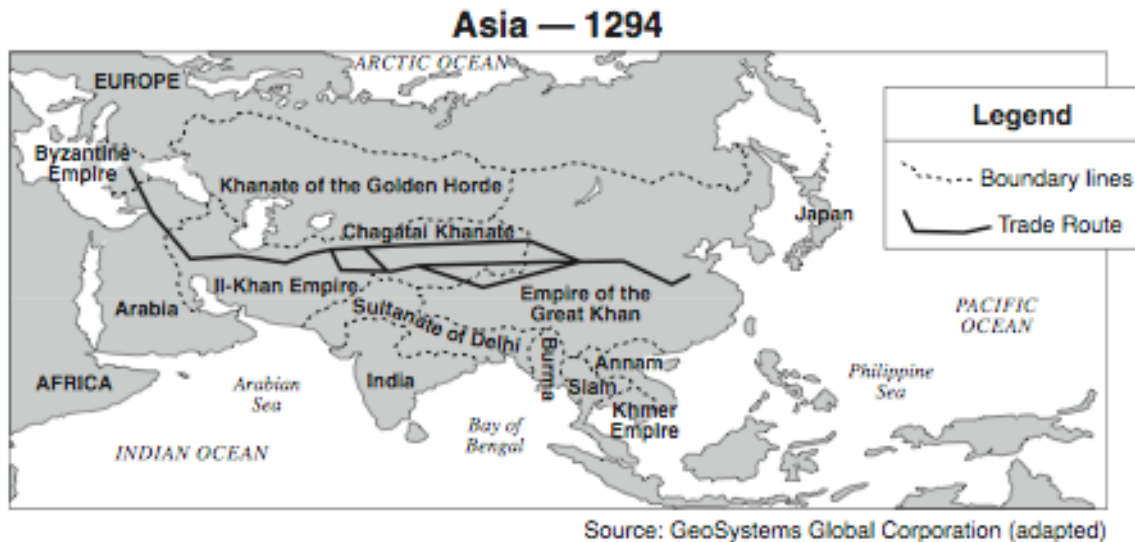 Asia — 1294
ARCTIC OCEAN
EUROPE
Legend
Byzantine
Empire
Khanate of the Golden Horde
Boundary lines
Japan
Chagatai Khanate
Trade Route
Il-Khan Empire
Empire of the
Great Khan
Arabia
Sultanate of Delhi
PACIFIC
OCEAN
Burma
Annam
AFRICA
Arabian
Sea
India
Siam
Philippine
Sea
Khmer
Empire
Bay of
Bengal
INDIAN OCEAN
Source: GeoSystems Global Corporation (adapted)